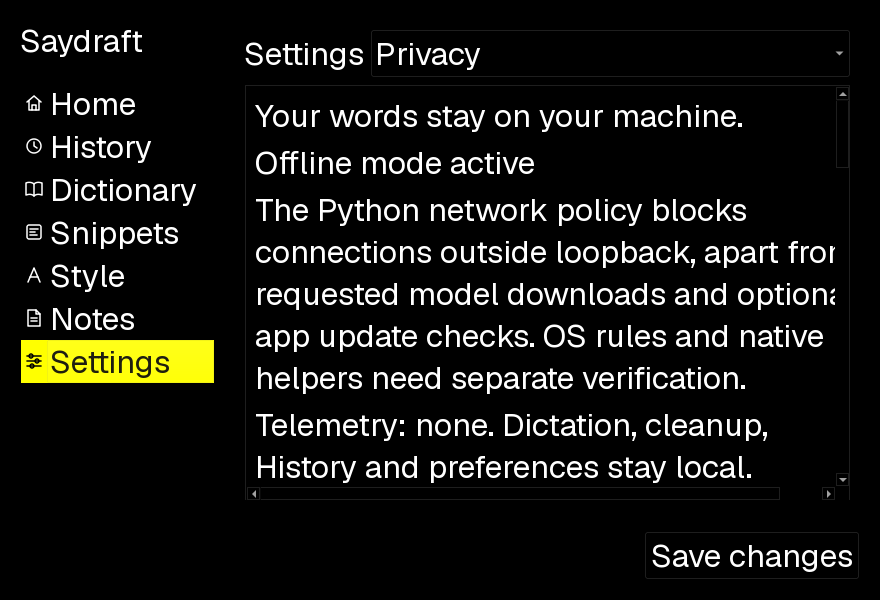 Saydraft
Home
History
Dictionary
Snippets
Style
Notes
Settings
Settings Privacy
Your words stay on your machine.
Offline mode active
The Python network policy blocks
connections outside loopback, apart
requested model downloads and
app update checks. OS rules and native
helpers need separate verification.
Telemetry: none. Dictation, cleanup,
History and preferences stay local.
Save changes